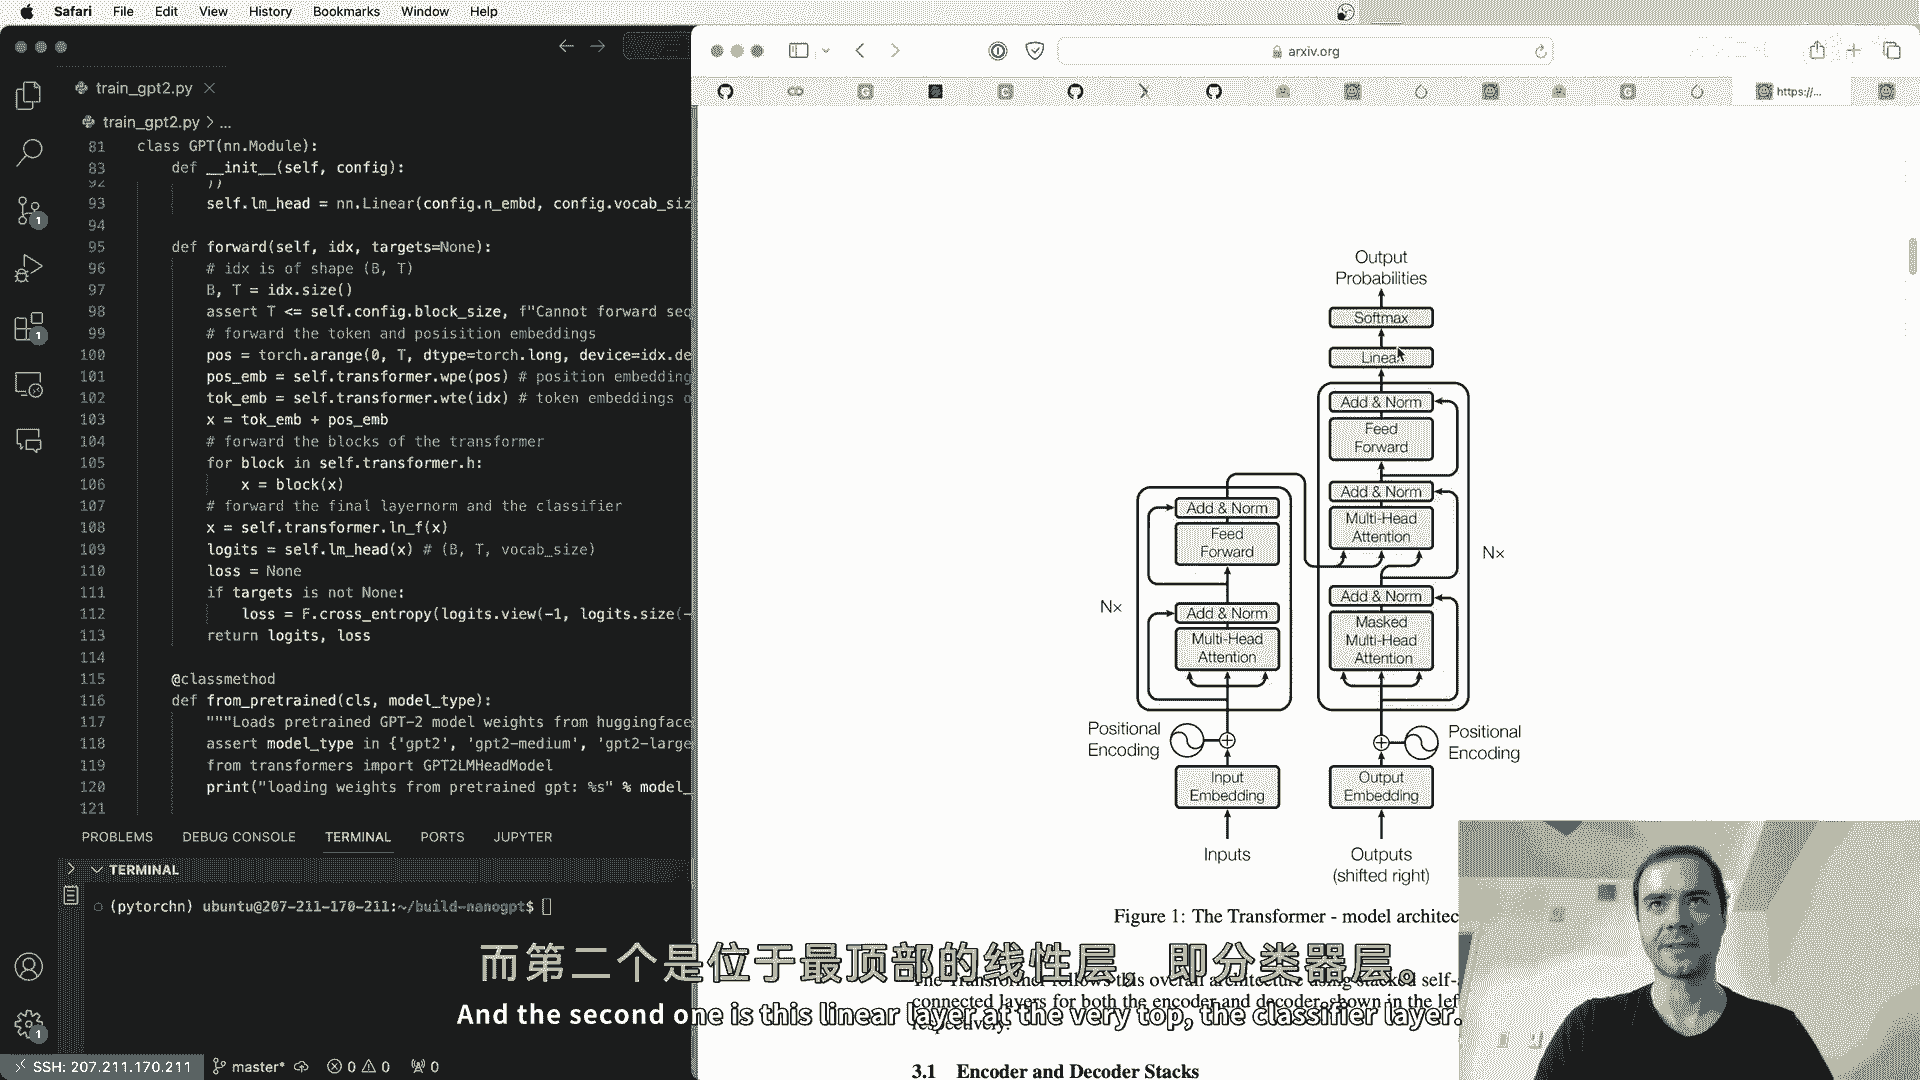 Safari File Edit View History Bookmarks Window Help
train_gpt2.py
arxiv.org
https://...
train_gpt2.py > ...
81 class GPT(nn.Module):
83 def __init__(self, config):
92 ))
93 self.lm_head = nn.Linear(config.n_embd, config.vocab_siz
94
95 def forward(self, idx, targets=None):
96 # idx is of shape (B, T)
97 B, T = idx.size()
98 assert T <= self.config.block_size, f"Cannot forward seq
99 # forward the token and posisition embeddings
100 pos = torch.arange(0, T, dtype=torch.long, device=idx.de
101 pos_emb = self.transformer.wpe(pos) # position embedding
102 tok_emb = self.transformer.wte(idx) # token embeddings o
103 x = tok_emb + pos_emb
104 # forward the blocks of the transformer
105 for block in self.transformer.h:
106 x = block(x)
107 # forward the final layernorm and the classifier
108 x = self.transformer.ln_f(x)
109 logits = self.lm_head(x) # (B, T, vocab_size)
110 loss = None
111 if targets is not None:
112 loss = F.cross_entropy(logits.view(-1, logits.size(-
113 return logits, loss
114
115 @classmethod
116 def from_pretrained(cls, model_type):
117 """Loads pretrained GPT-2 model weights from huggingface
118 assert model_type in {'gpt2', 'gpt2-medium', 'gpt2-large
119 from transformers import GPT2LMHeadModel
120 print("loading weights from pretrained gpt: %s" % model_
121
PROBLEMS DEBUG CONSOLE TERMINAL PORTS JUPYTER
TERMINAL
(pytorchn) ubuntu@207-211-170-211:~/build-nanogpt$
SSH: 207.211.170.211 master* 0 0 0
1
1
1
Output
Probabilities
Softmax
Linear
Add & Norm
Feed
Forward
Add & Norm
Multi-Head
Attention
Nx
Add & Norm
Masked
Multi-Head
Attention
Add & Norm
Feed
Forward
Nx
Add & Norm
Multi-Head
Attention
Positional
Encoding
Positional
Encoding
Input
Embedding
Output
Embedding
Inputs
Outputs
(shifted right)
Figure 1: The Transformer - model architec
The Transformer follows this overall architecture using stacked self-
connected layers for both the encoder and decoder, shown in the left
respectively.
3.1 Encoder and Decoder Stacks
而第二个是位于最顶部的线性层，即分类器层。
And the second one is this linear layer at the very top, the classifier layer.